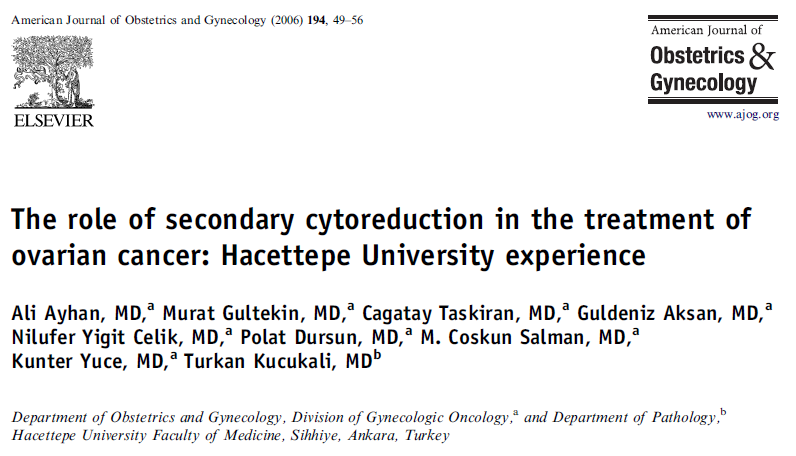 American Journal of Obstetrics and Gynecology (2006) 194, 49–56
ELSEVIER
American Journal of
Obstetrics &
Gynecology
www.ajog.org
The role of secondary cytoreduction in the treatment of
ovarian cancer: Hacettepe University experience
Ali Ayhan, MD,a Murat Gultekin, MD,a Cagatay Taskiran, MD,a Guldeniz Aksan, MD,a
Nilufer Yigit Celik, MD,a Polat Dursun, MD,a M. Coskun Salman, MD,a
Kunter Yuce, MD,a Turkan Kucukali, MDb
Department of Obstetrics and Gynecology, Division of Gynecologic Oncology,a and Department of Pathology,b
Hacettepe University Faculty of Medicine, Sihhiye, Ankara, Turkey